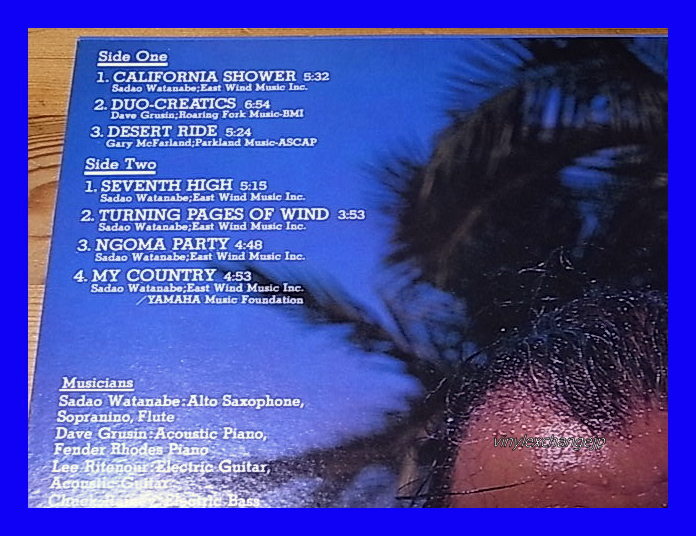 Side One
1. CALIFORNIA SHOWER 5:32
Sadao Watanabe;East Wind Music Inc.
2. DUO-CREATICS 6:54
Dave Grusin;Roaring Fork Music-BMI
3. DESERT RIDE 5:24
Gary McFarland;Parkland Music-ASCAP
Side Two
1. SEVENTH HIGH 5:15
Sadao Watanabe;East Wind Music Inc.
2. TURNING PAGES OF WIND 3:53
Sadao Watanabe;East Wind Music Inc.
3. NGOMA PARTY 4:48
Sadao Watanabe;East Wind Music Inc.
4. MY COUNTRY 4:53
Sadao Watanabe;East Wind Music Inc.
/YAMAHA Music Foundation
Musicians
Sadao Watanabe:Alto Saxophone,
Sopranino, Flute
Dave Grusin:Acoustic Piano,
Fender Rhodes Piano
Lee Ritenour:Electric Guitar,
Acoustic Guitar
Chuck Rainey:Electric Bass
vinylexchangejp